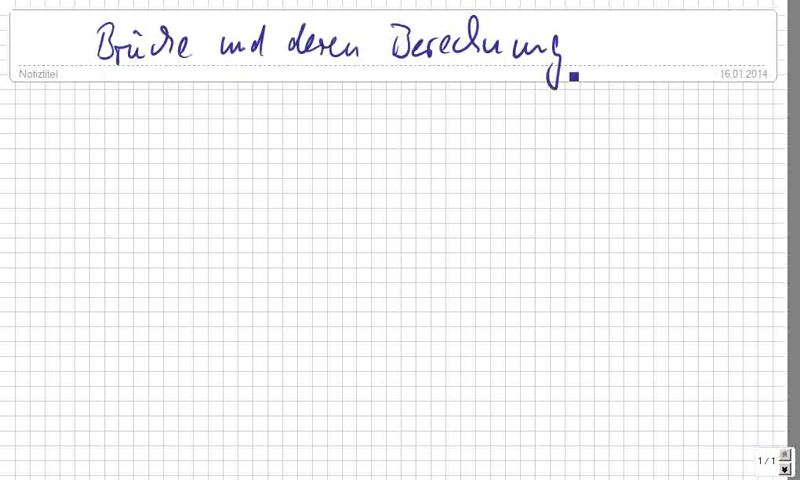 Brüche und deren Berechnung.
Notiztitel
16.01.2014
1 / 1